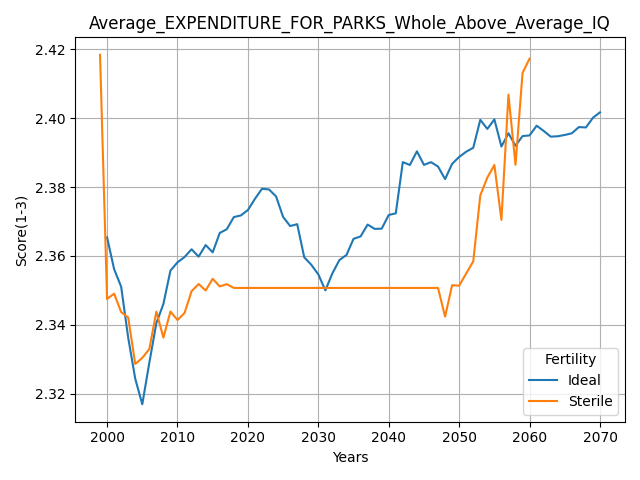 Average_EXPENDITURE_FOR_PARKS_Whole_Above_Average_IQ
Score(1-3)
2.42
2.40
2.38
2.36
2.34
2.32
Fertility
Ideal
Sterile
2000
2010
2020
2030
2040
2050
2060
2070
Years